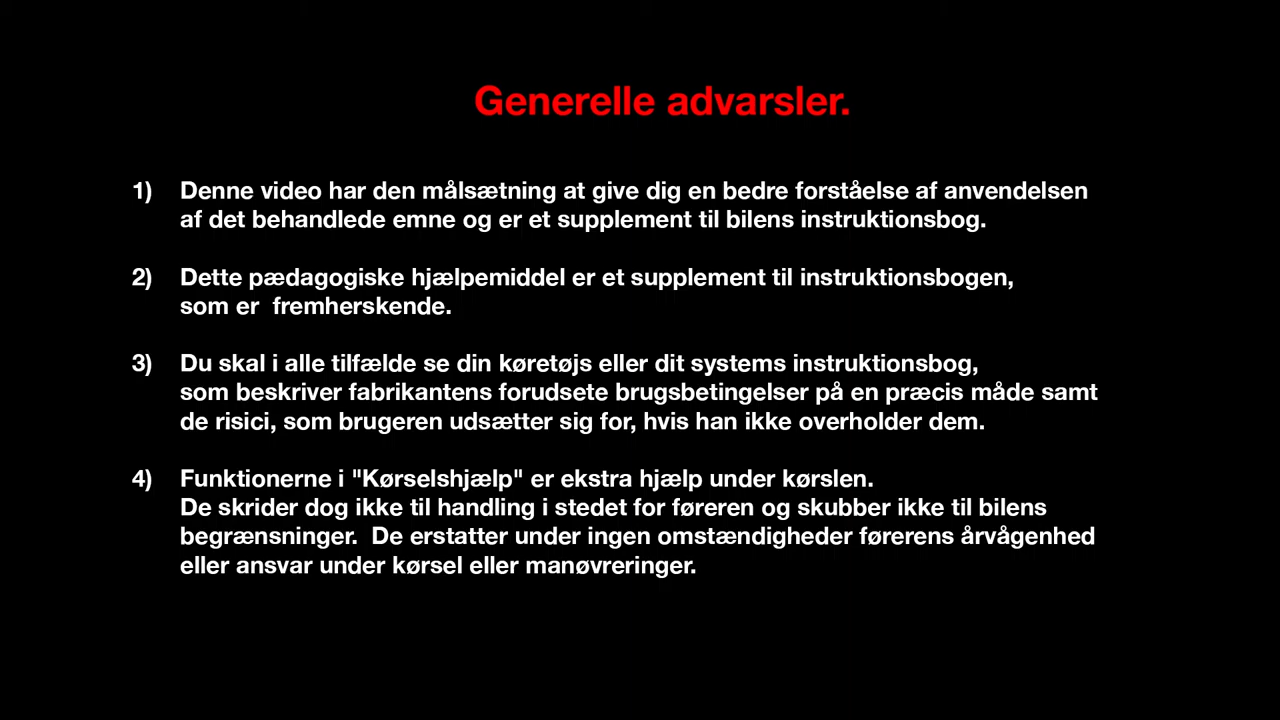 Generelle advarsler.
1) Denne video har den målsætning at give dig en bedre forståelse af anvendelsen
af det behandlede emne og er et supplement til bilens instruktionsbog.
2) Dette pædagogiske hjælpemiddel er et supplement til instruktionsbogen,
som er  fremherskende.
3) Du skal i alle tilfælde se din køretøjs eller dit systems instruktionsbog,
som beskriver fabrikantens forudsete brugsbetingelser på en præcis måde samt
de risici, som brugeren udsætter sig for, hvis han ikke overholder dem.
4) Funktionerne i "Kørselshjælp" er ekstra hjælp under kørslen.
De skrider dog ikke til handling i stedet for føreren og skubber ikke til bilens
begrænsninger.  De erstatter under ingen omstændigheder førerens årvågenhed
eller ansvar under kørsel eller manøvreringer.